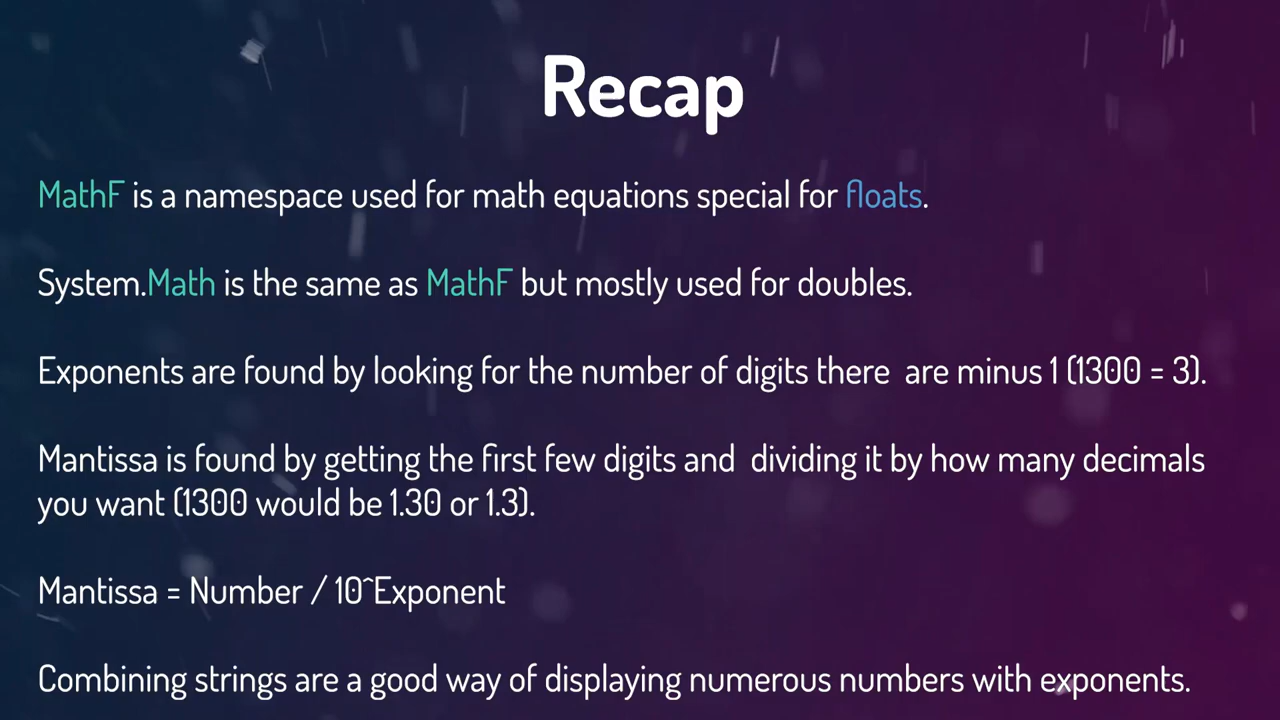 Recap
MathF is a namespace used for math equations special for floats.
System.Math is the same as MathF but mostly used for doubles.
Exponents are found by looking for the number of digits there  are minus 1 (1300 = 3).
Mantissa is found by getting the first few digits and  dividing it by how many decimals
you want (1300 would be 1.30 or 1.3).
Mantissa = Number / 10^Exponent
Combining strings are a good way of displaying numerous numbers with exponents.